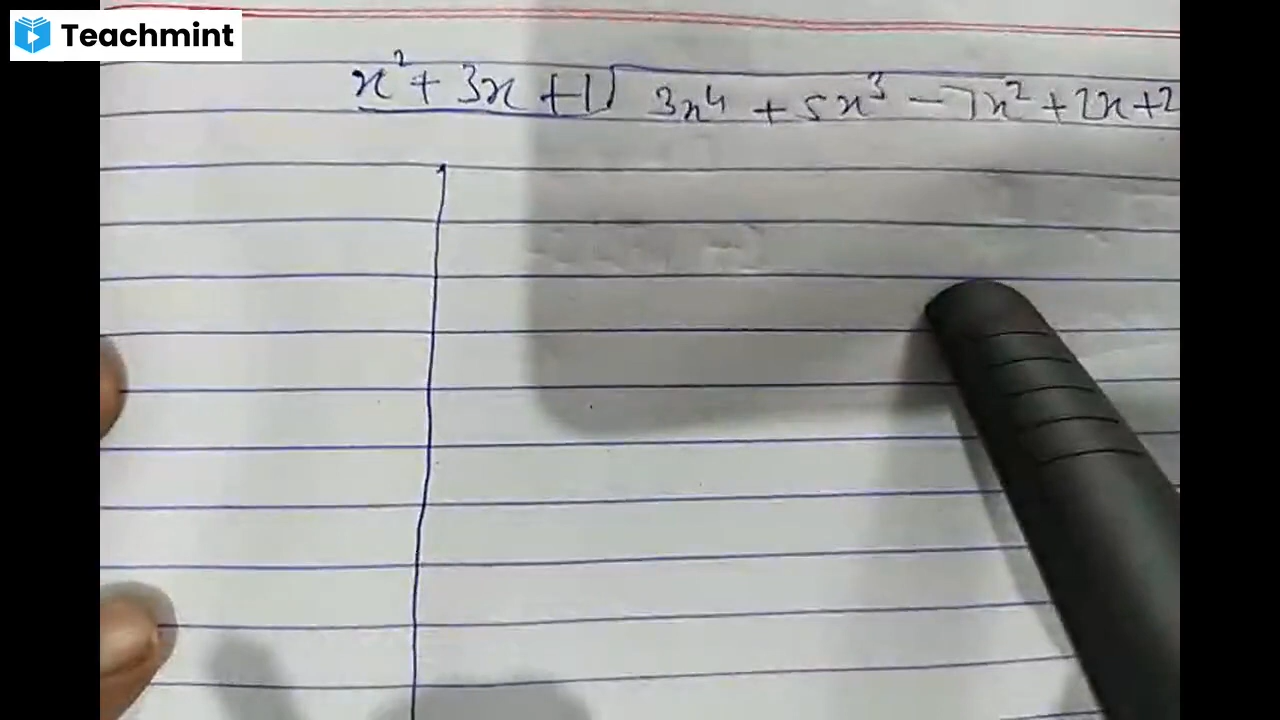 Teachmint
x² + 3x + 1 ) 3x⁴ + 5x³ - 7x² + 2x + 2